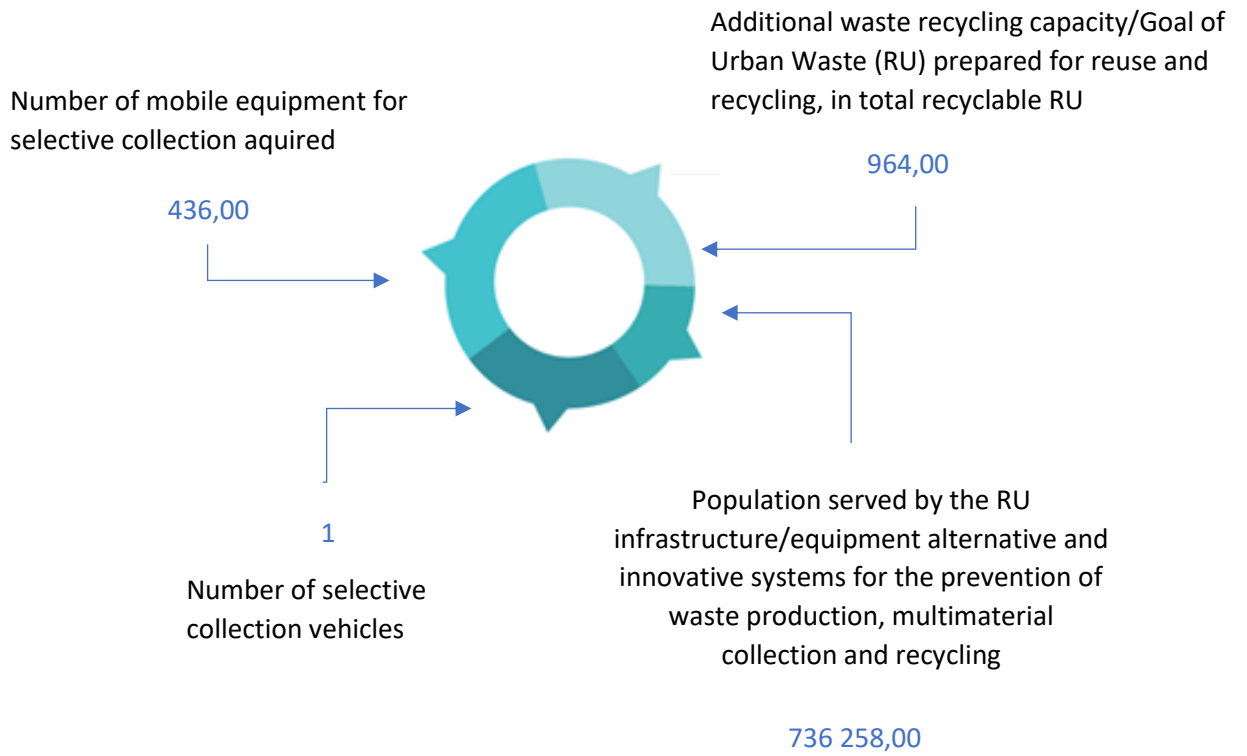 Additional waste recycling capacity/Goal of
Urban Waste (RU) prepared for reuse and
recycling, in total recyclable RU
964,00
Number of mobile equipment for
selective collection aquired
436,00
1
Number of selective
collection vehicles
Population served by the RU
infrastructure/equipment alternative and
innovative systems for the prevention of
waste production, multimaterial
collection and recycling
736 258,00